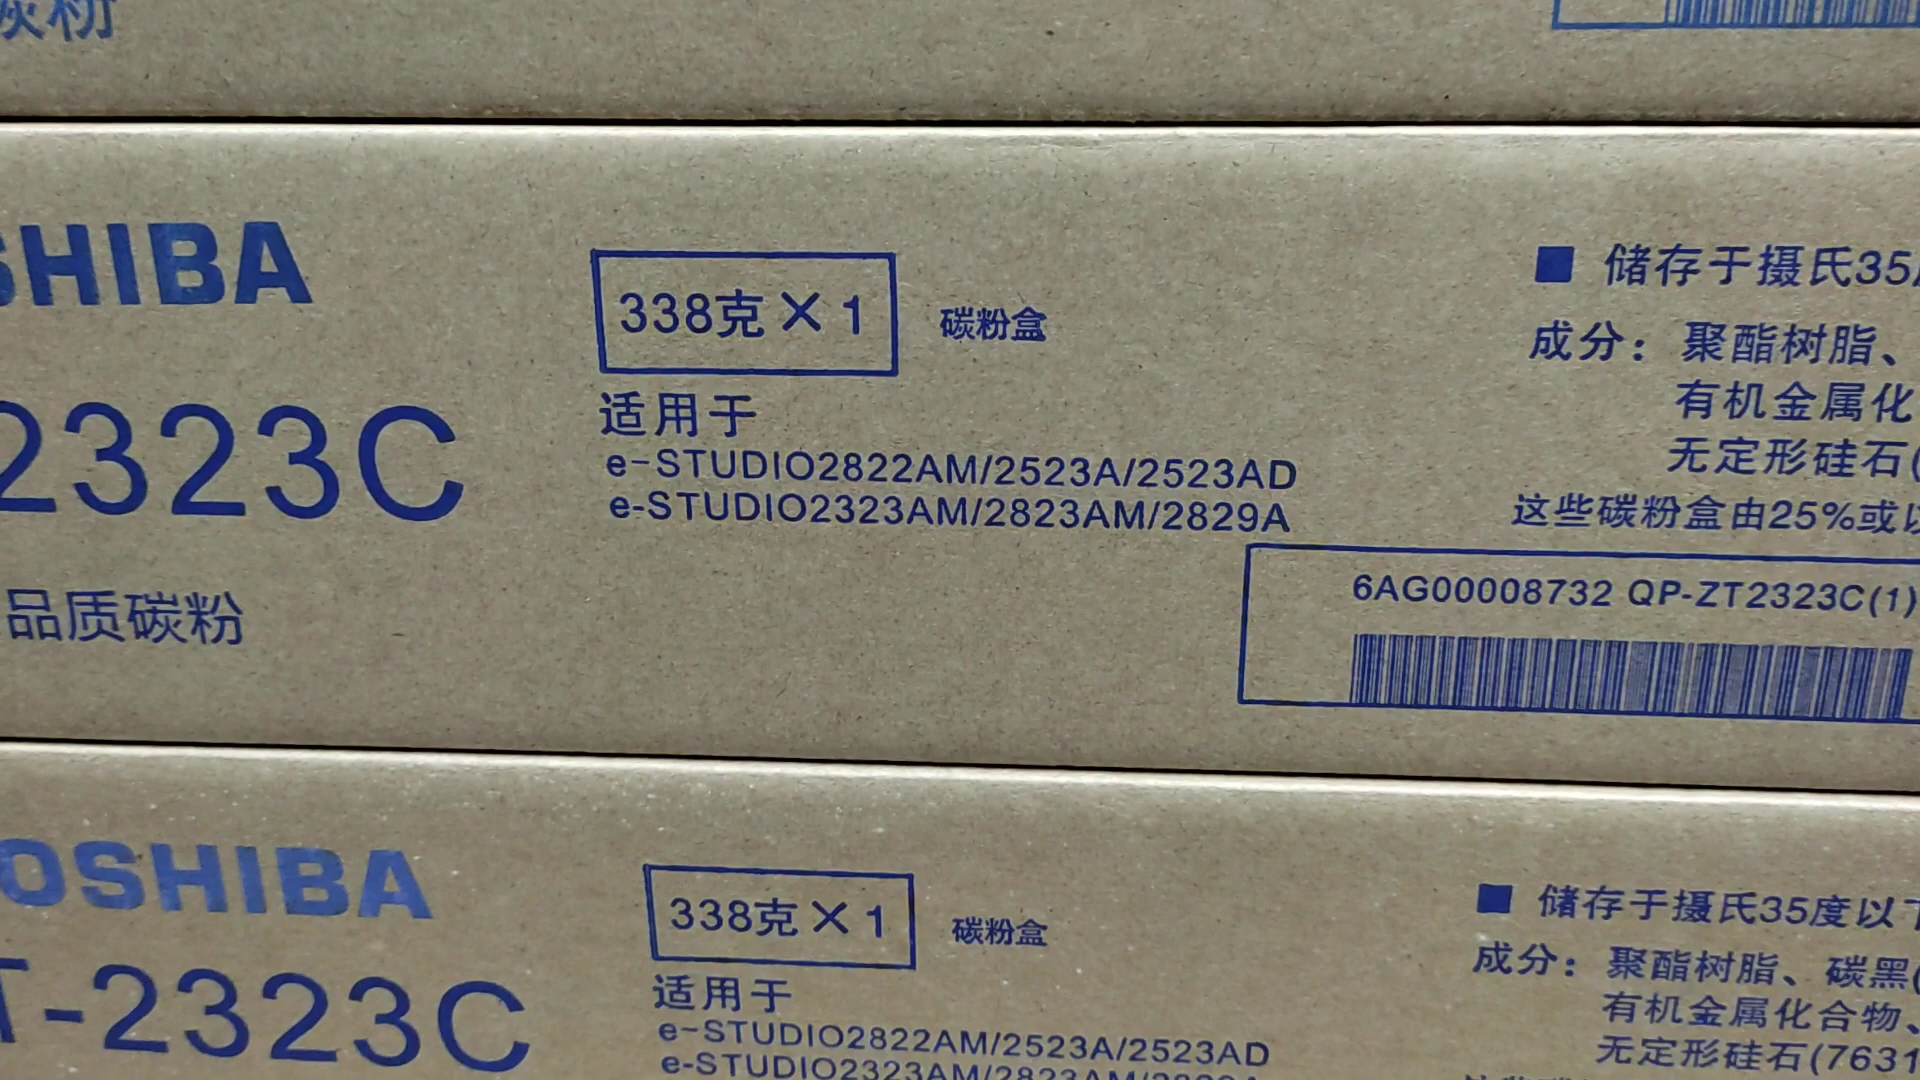 碳粉
SHIBA
2323C
品质碳粉
338克×1 碳粉盒
适用于
e-STUDIO2822AM/2523A/2523AD
e-STUDIO2323AM/2823AM/2829A
■ 储存于摄氏35
成分：聚酯树脂、
有机金属化
无定形硅石(
这些碳粉盒由25%或以
6AG00008732 QP-ZT2323C(1)
OSHIBA
T-2323C
338克×1 碳粉盒
适用于
e-STUDIO2822AM/2523A/2523AD
e-STUDIO2323AM/2823AM/2829A
■ 储存于摄氏35度以下
成分：聚酯树脂、碳黑(
有机金属化合物、
无定形硅石(7631